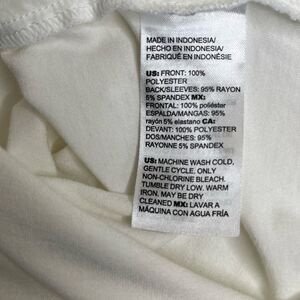 MADE IN INDONESIA/
HECHO EN INDONESIA/
FABRIQUÉ EN INDONÉSIE
US: FRONT: 100%
POLYESTER
BACK/SLEEVES: 95% RAYON
5% SPANDEX MX:
FRONTAL: 100% poliéster
ESPALDA/MANGAS: 95%
rayón 5% elastano CA:
DEVANT: 100% POLYESTER
DOS/MANCHES: 95%
RAYONNE 5% SPANDEX
US: MACHINE WASH COLD,
GENTLE CYCLE. ONLY
NON-CHLORINE BLEACH.
TUMBLE DRY LOW. WARM
IRON. MAY BE DRY
CLEANED MX: LAVAR A
MÁQUINA CON AGUA FRÍA